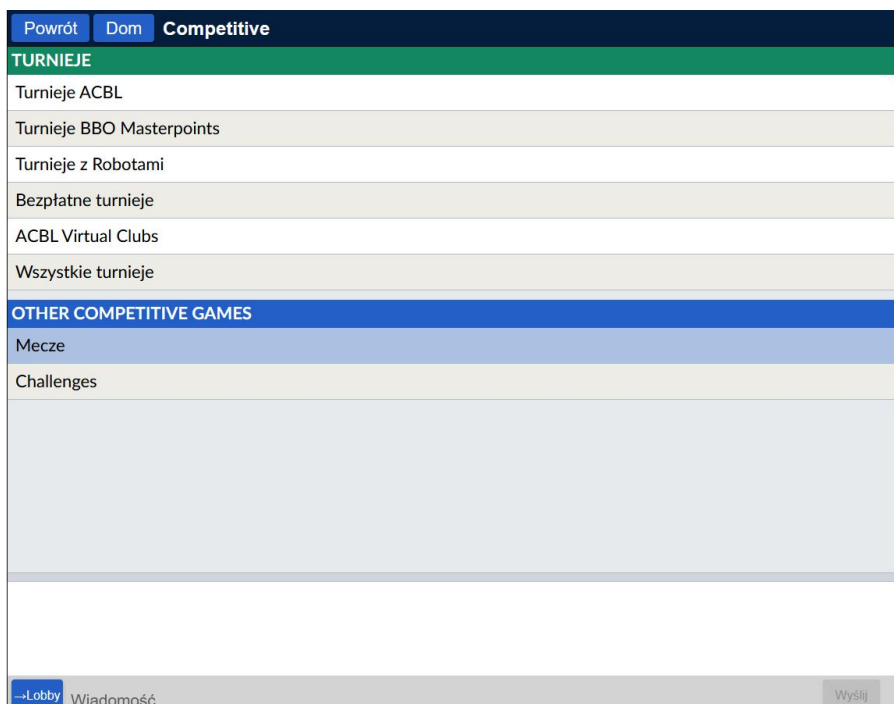 Powrót Dom Competitive
TURNIEJE
Turnieje ACBL
Turnieje BBO Masterpoints
Turnieje z Robotami
Bezpłatne turnieje
ACBL Virtual Clubs
Wszystkie turnieje
OTHER COMPETITIVE GAMES
Mecze
Challenges
→Lobby Wiadomość Wyślij